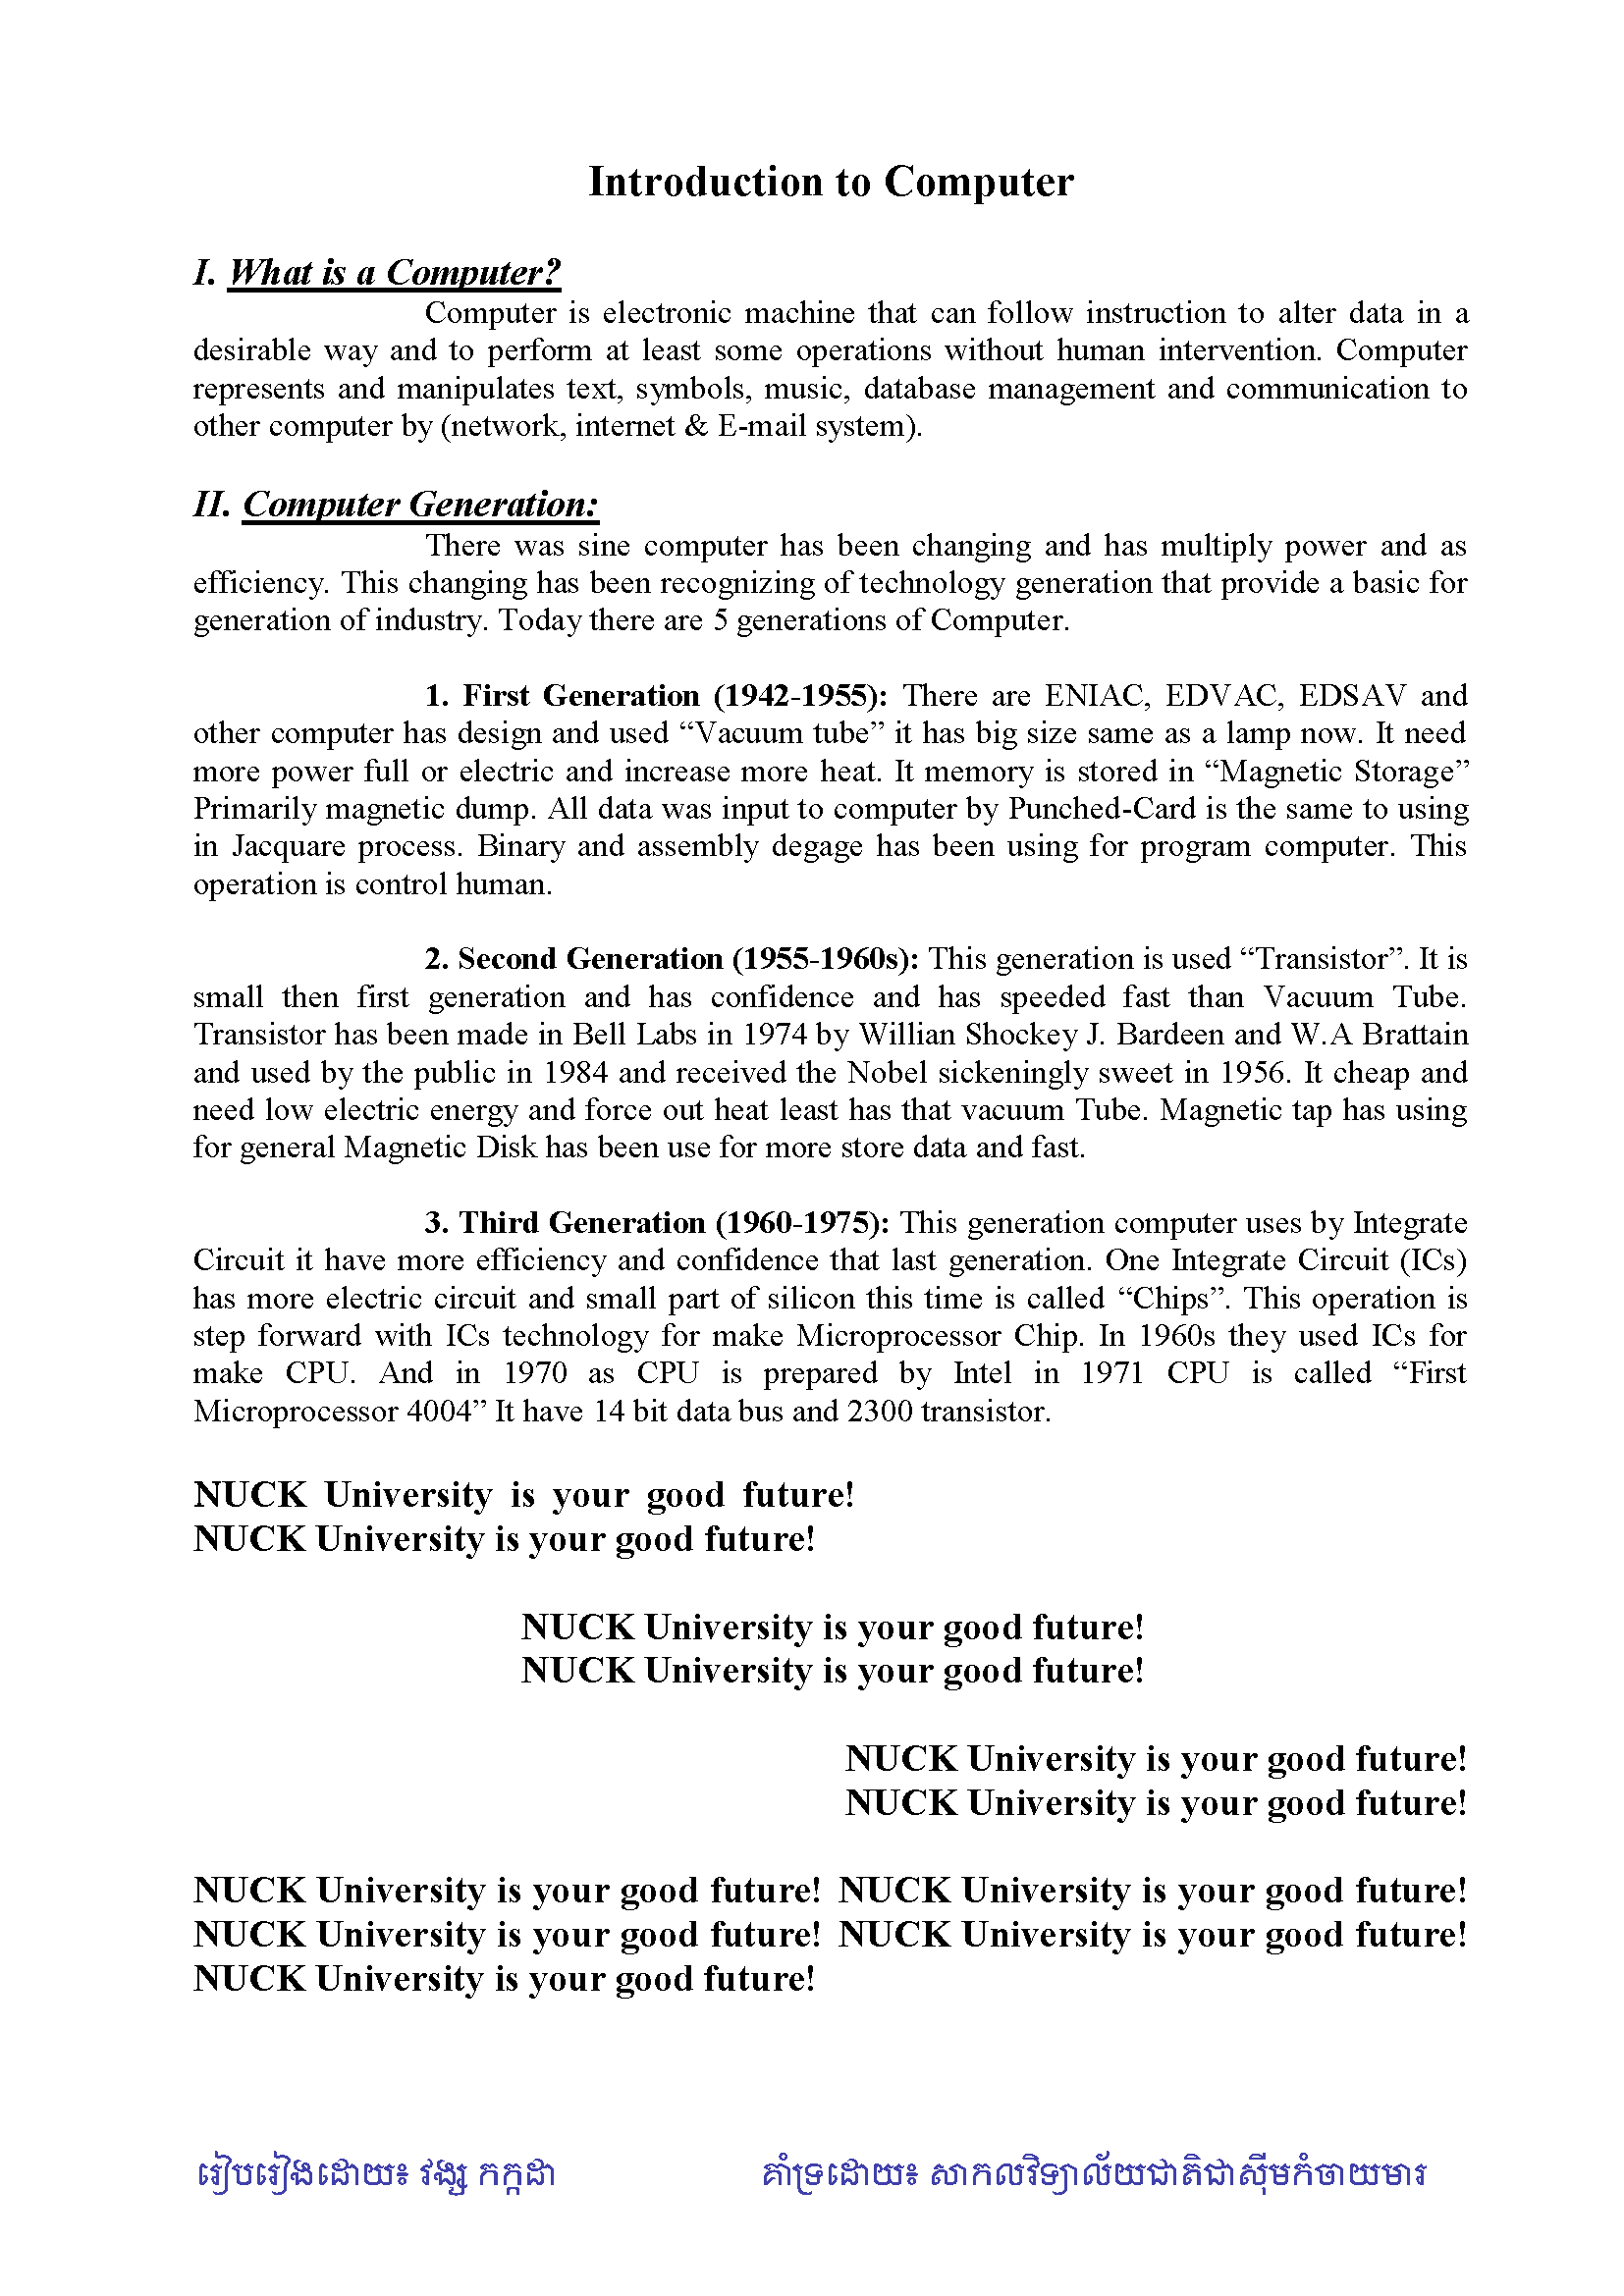 Introduction to Computer
I. What is a Computer?
Computer is electronic machine that can follow instruction to alter data in a
desirable way and to perform at least some operations without human intervention. Computer
represents and manipulates text, symbols, music, database management and communication to
other computer by (network, internet & E-mail system).
II. Computer Generation:
There was sine computer has been changing and has multiply power and as
efficiency. This changing has been recognizing of technology generation that provide a basic for
generation of industry. Today there are 5 generations of Computer.
1. First Generation (1942-1955): There are ENIAC, EDVAC, EDSAV and
other computer has design and used “Vacuum tube” it has big size same as a lamp now. It need
more power full or electric and increase more heat. It memory is stored in “Magnetic Storage”
Primarily magnetic dump. All data was input to computer by Punched-Card is the same to using
in Jacquare process. Binary and assembly degage has been using for program computer. This
operation is control human.
2. Second Generation (1955-1960s): This generation is used “Transistor”. It is
small then first generation and has confidence and has speeded fast than Vacuum Tube.
Transistor has been made in Bell Labs in 1974 by Willian Shockey J. Bardeen and W.A Brattain
and used by the public in 1984 and received the Nobel sickeningly sweet in 1956. It cheap and
need low electric energy and force out heat least has that vacuum Tube. Magnetic tap has using
for general Magnetic Disk has been use for more store data and fast.
3. Third Generation (1960-1975): This generation computer uses by Integrate
Circuit it have more efficiency and confidence that last generation. One Integrate Circuit (ICs)
has more electric circuit and small part of silicon this time is called “Chips”. This operation is
step forward with ICs technology for make Microprocessor Chip. In 1960s they used ICs for
make CPU. And in 1970 as CPU is prepared by Intel in 1971 CPU is called “First
Microprocessor 4004” It have 14 bit data bus and 2300 transistor.
NUCK University is your good future!
NUCK University is your good future!
NUCK University is your good future!
NUCK University is your good future!
NUCK University is your good future!
NUCK University is your good future!
NUCK University is your good future! NUCK University is your good future!
NUCK University is your good future! NUCK University is your good future!
NUCK University is your good future!
រៀបរៀងដោយ៖ វង្ស កក្កដា គាំទ្រដោយ៖ សាកលវិទ្យាល័យជាតិជាស៊ីមកំចាយមារ